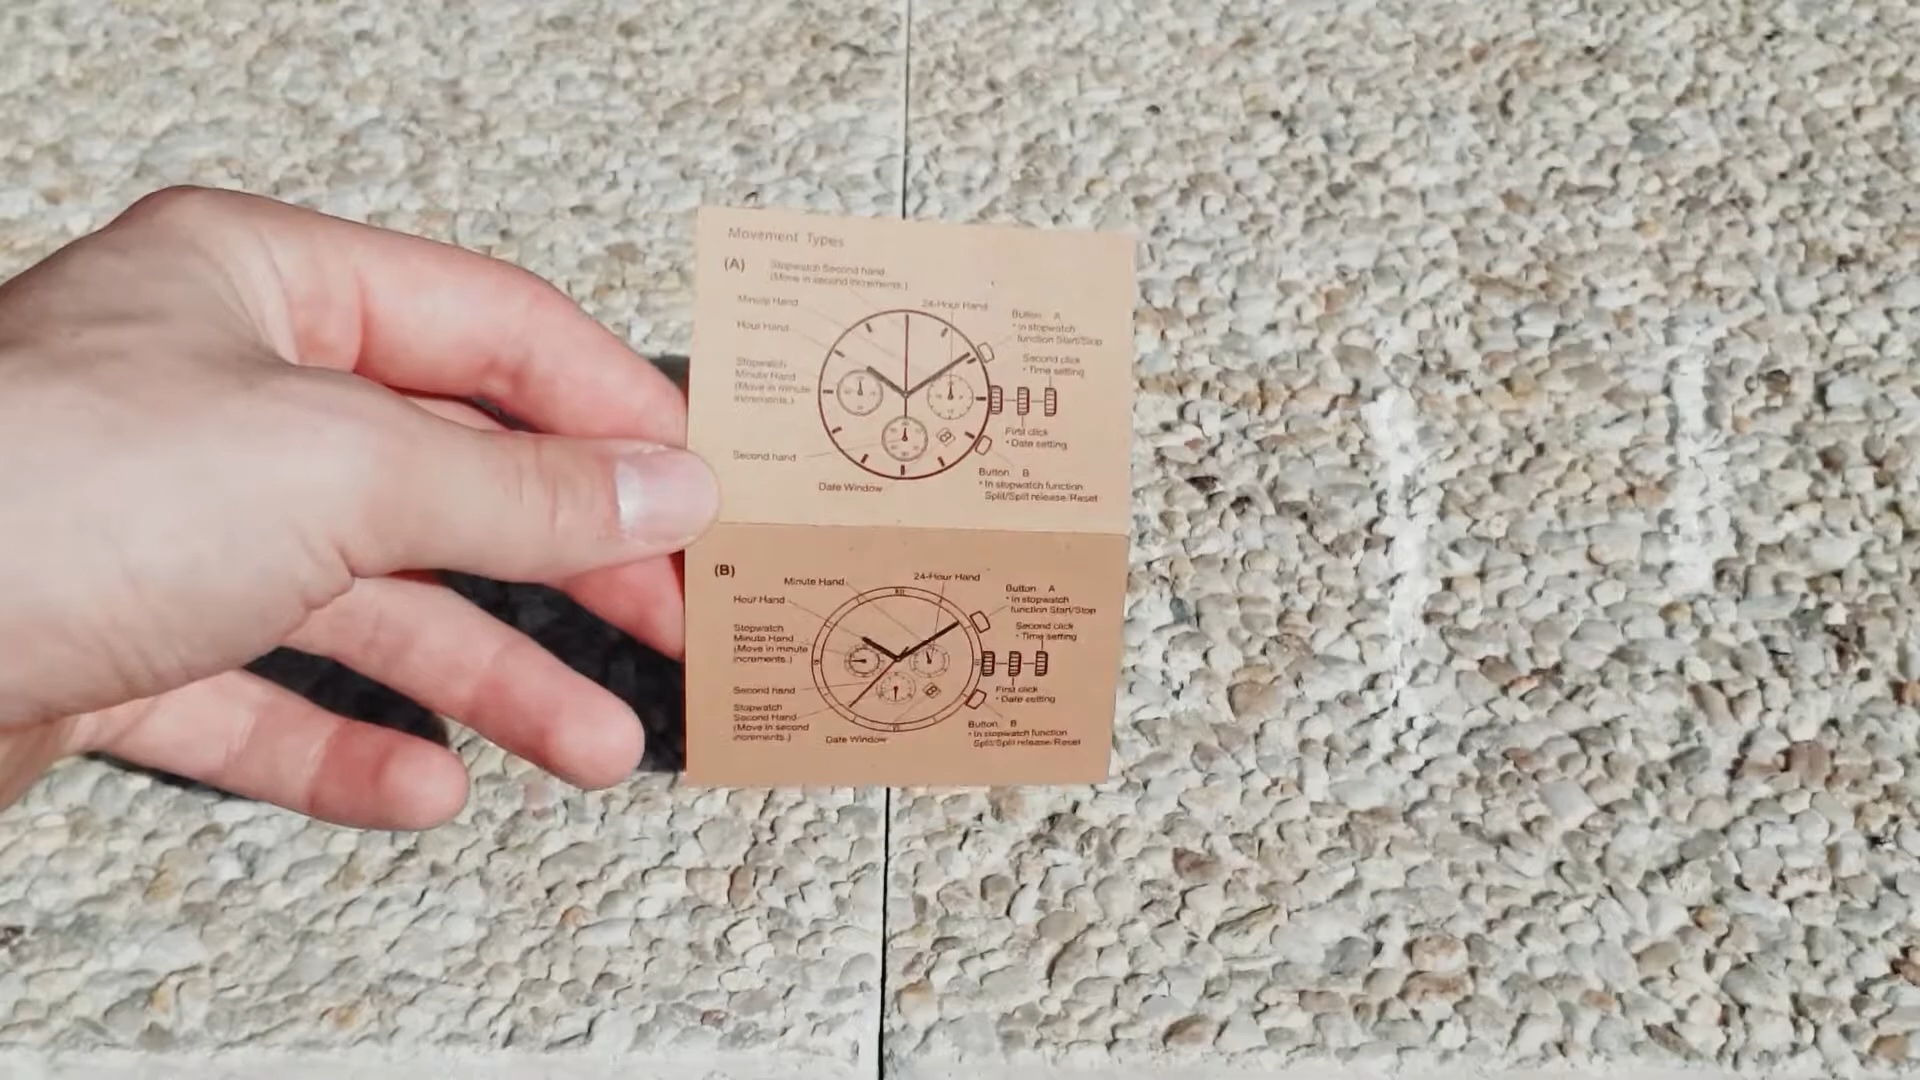 Movement Types
(A)
Stopwatch Second hand
(Move in second increments.)
Minute Hand
24-Hour Hand
Hour Hand
Button A
• In stopwatch
function Start/Stop
Stopwatch
Minute Hand
(Move in minute
increments.)
Second click
• Time setting
First click
• Date setting
Second hand
Date Window
Button B
• In stopwatch function
Split/Split release/Reset
(B)
Minute Hand
24-Hour Hand
Hour Hand
Button A
• In stopwatch
function Start/Stop
Stopwatch
Minute Hand
(Move in minute
increments.)
Second click
• Time setting
Second hand
First click
• Date setting
Stopwatch
Second Hand
(Move in second
increments.)
Date Window
Button B
• In stopwatch function
Split/Split release/Reset